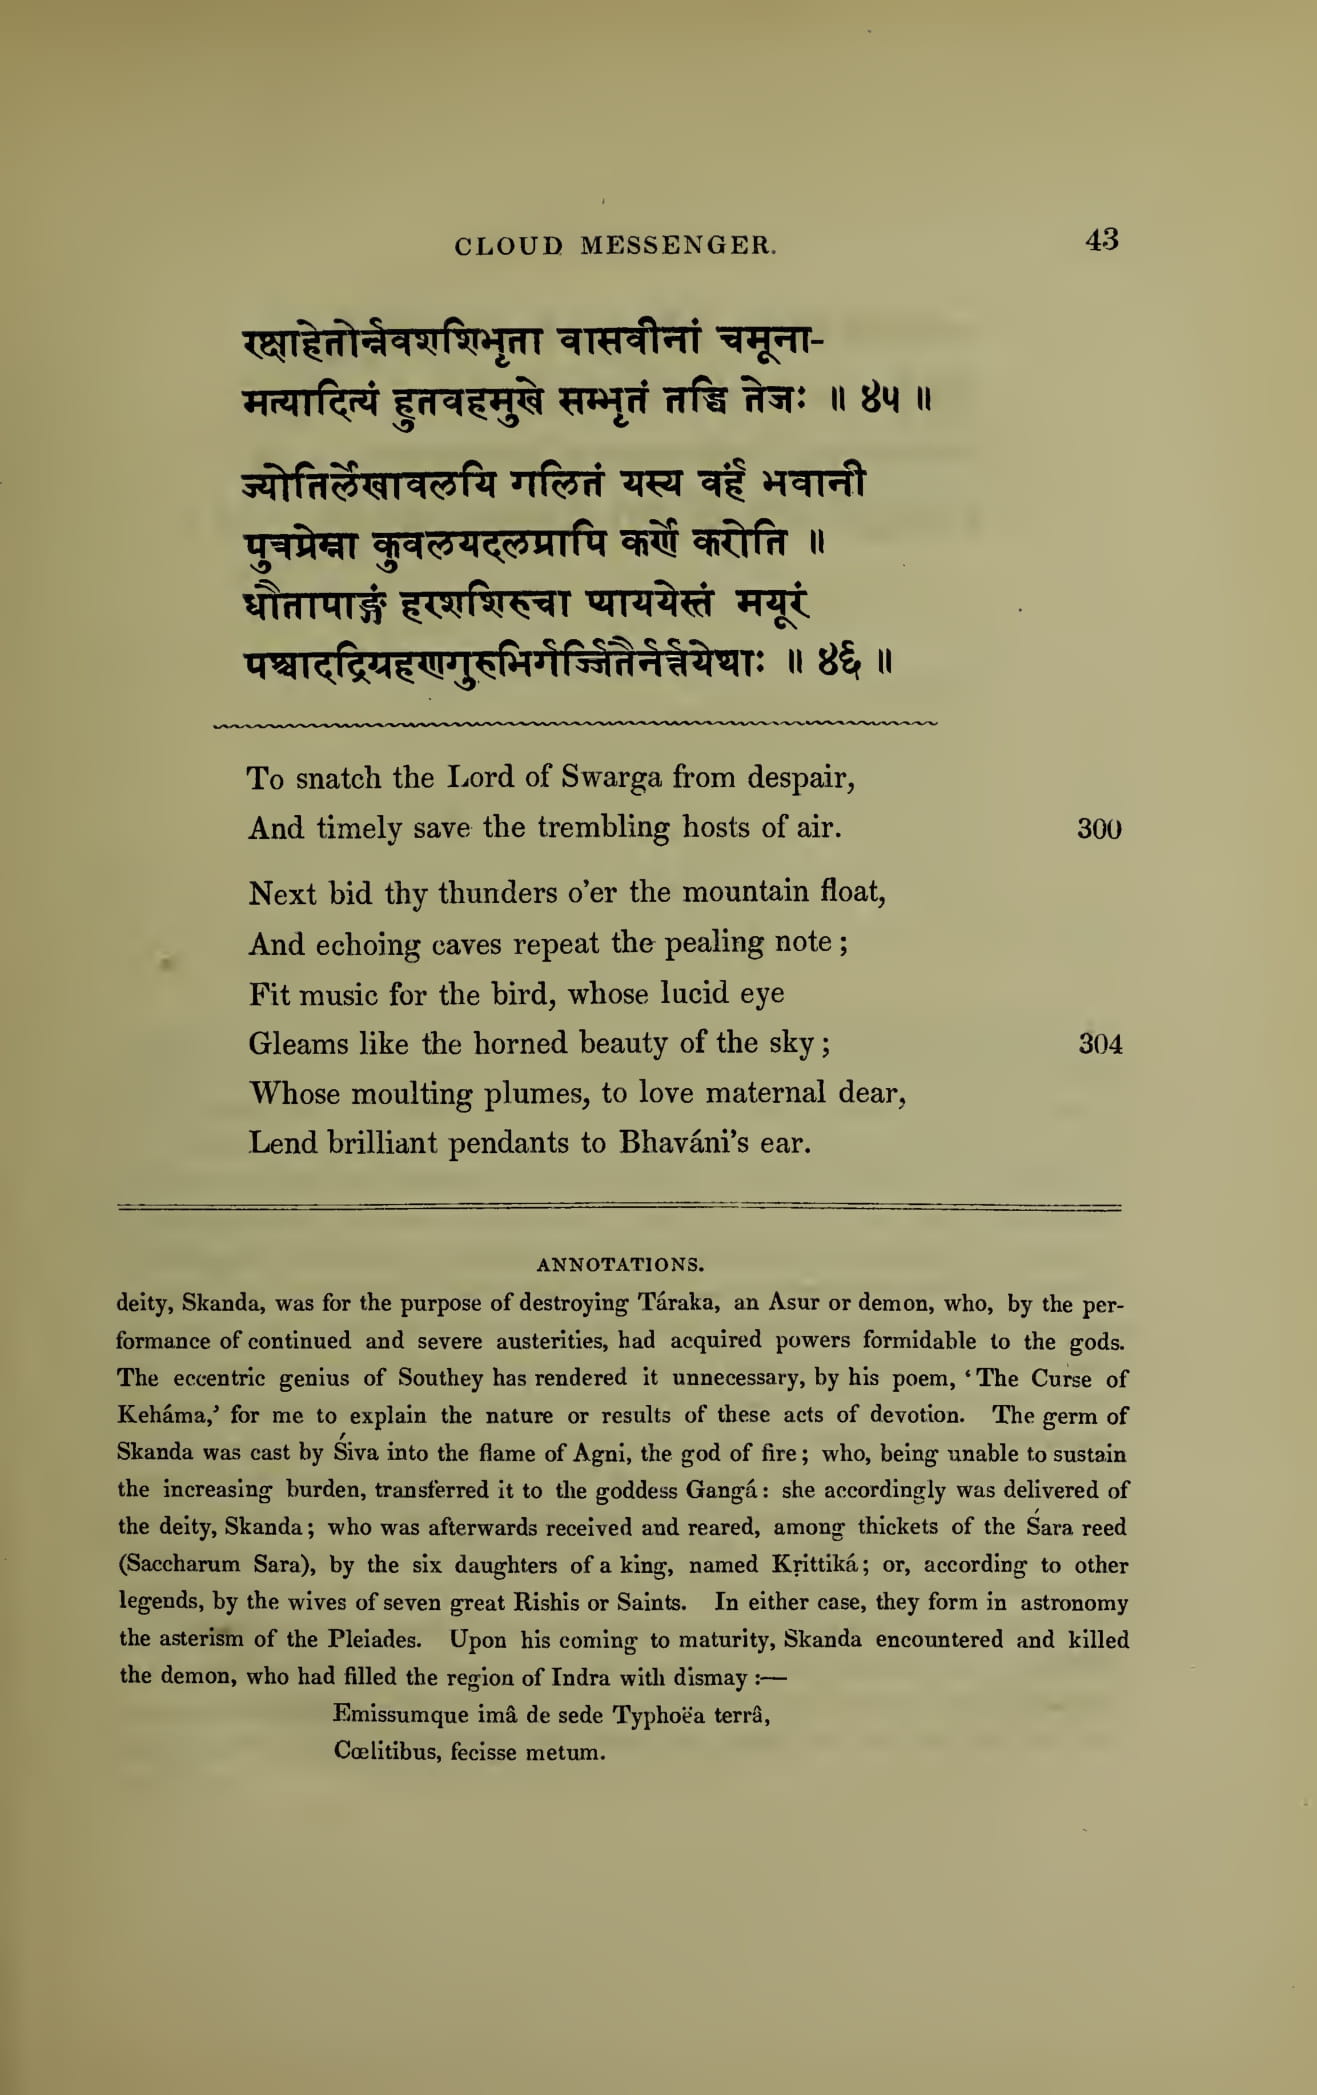 CLOUD MESSENGER. 43
रक्षाहेतोर्न्नवशशिभृता वासवीनां चमूना-
मत्यादित्यं हुतवहमुखे सम्भृतं तद्धि तेजः ॥ ४५ ॥
ज्योतिर्लेखावलयि गलितं यस्य वर्हं भवानी
पुत्रप्रेम्ना कुवलयदलप्रापि कर्णे करोति ॥
धौतापाङ्गं हरशशिरुचा प्याययेस्तं मयूरं
पश्चादद्रिग्रहणगुरुभिर्गर्ज्जितैर्नर्त्तयेथाः ॥ ४६ ॥
To snatch the Lord of Swarga from despair,
And timely save the trembling hosts of air. 300
Next bid thy thunders o'er the mountain float,
And echoing caves repeat the pealing note ;
Fit music for the bird, whose lucid eye
Gleams like the horned beauty of the sky ; 304
Whose moulting plumes, to love maternal dear,
Lend brilliant pendants to Bhaváni's ear.
ANNOTATIONS.
deity, Skanda, was for the purpose of destroying Táraka, an Asur or demon, who, by the per-
formance of continued and severe austerities, had acquired powers formidable to the gods.
The eccentric genius of Southey has rendered it unnecessary, by his poem, 'The Curse of
Keháma,' for me to explain the nature or results of these acts of devotion. The germ of
Skanda was cast by Śiva into the flame of Agni, the god of fire ; who, being unable to sustain
the increasing burden, transferred it to the goddess Gangá : she accordingly was delivered of
the deity, Skanda ; who was afterwards received and reared, among thickets of the Śara reed
(Saccharum Sara), by the six daughters of a king, named Kṛittiká ; or, according to other
legends, by the wives of seven great Rishis or Saints. In either case, they form in astronomy
the asterism of the Pleiades. Upon his coming to maturity, Skanda encountered and killed
the demon, who had filled the region of Indra with dismay :—
Emissumque imâ de sede Typhoëa terrâ,
Cœlitibus, fecisse metum.